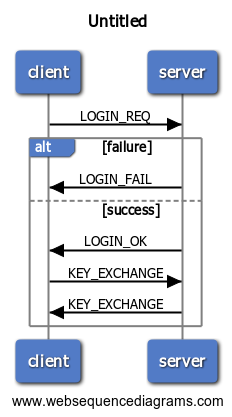 Untitled
client server
LOGIN_REQ
alt [failure]
LOGIN_FAIL
[success]
LOGIN_OK
KEY_EXCHANGE
KEY_EXCHANGE
client server
www.websequencediagrams.com